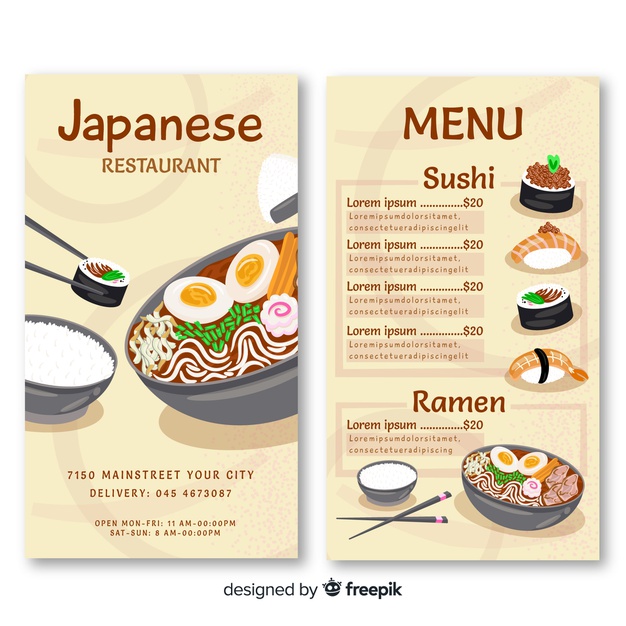 Japanese
RESTAURANT
7150 MAINSTREET YOUR CITY
DELIVERY: 045 4673087
OPEN MON-FRI: 11 AM-00:00PM
SAT-SUN: 8 AM-00:00PM
MENU
Sushi
Lorem ipsum .............$20
Loremipsumdolorsitamet,
consectetueradipiscingelit
Lorem ipsum .............$20
Loremipsumdolorsitamet,
consectetueradipiscingelit
Lorem ipsum .............$20
Loremipsumdolorsitamet,
consectetueradipiscingelit
Lorem ipsum .............$20
Loremipsumdolorsitamet,
consectetueradipiscingelit
Ramen
Lorem ipsum .............$20
Loremipsumdolorsitamet,
consectetueradipiscingelit
designed by freepik